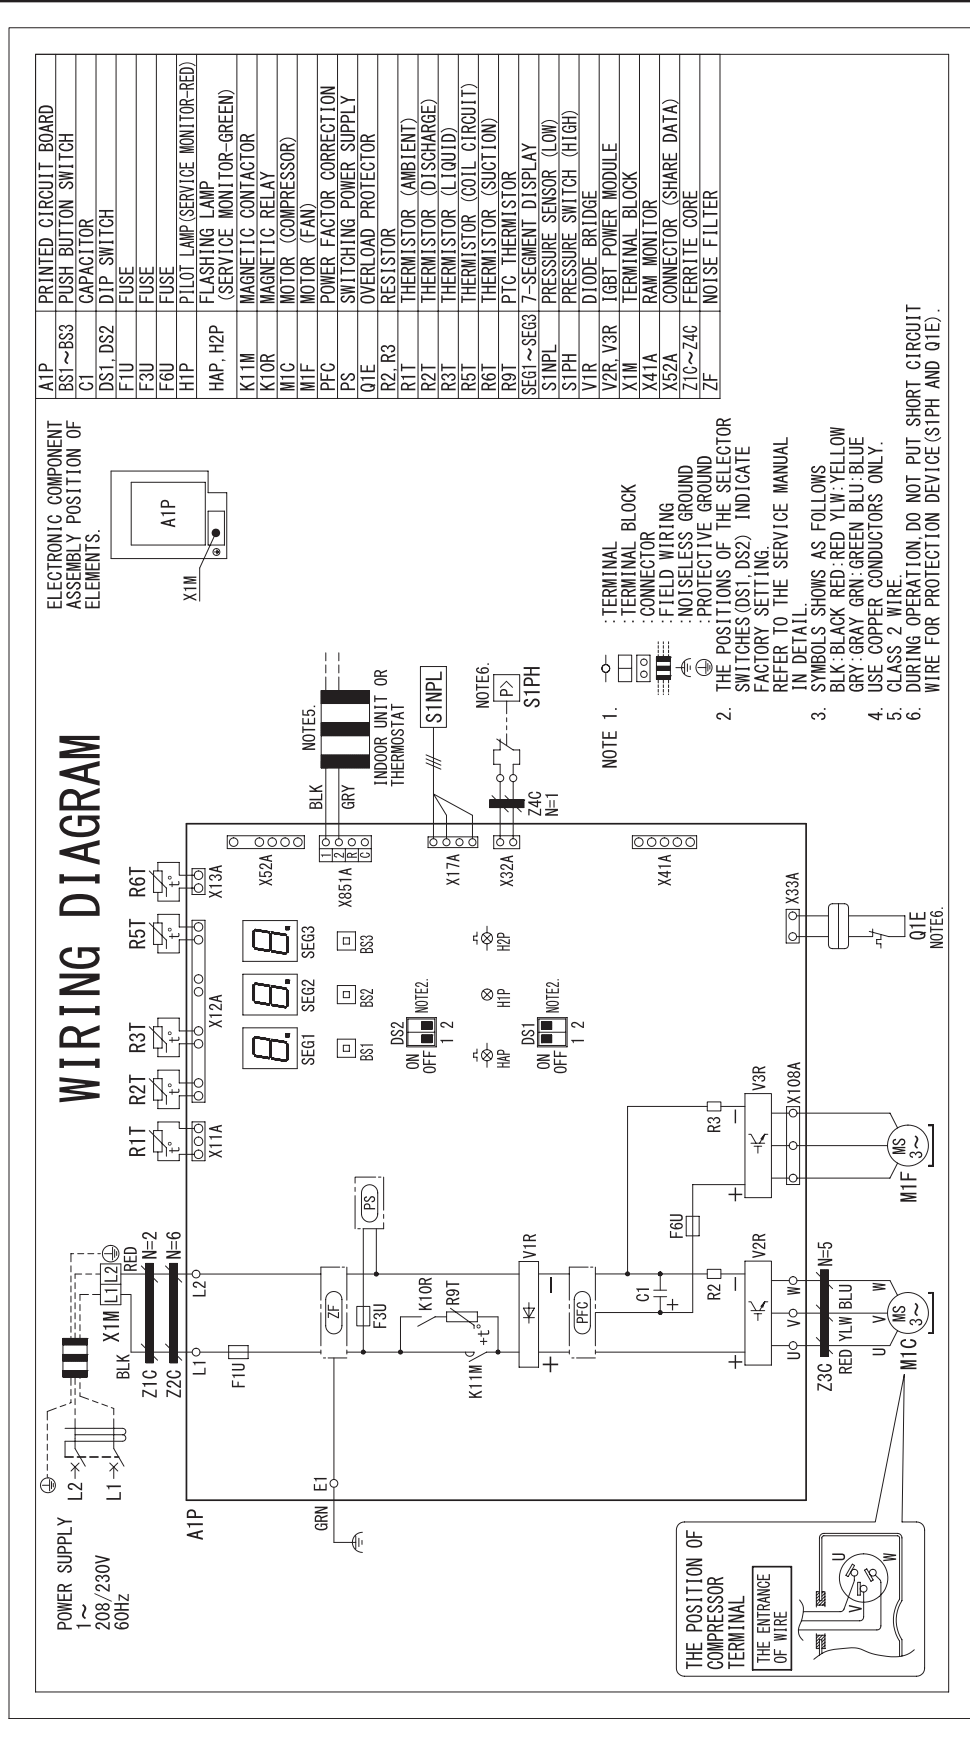 WIRING DIAGRAM
POWER SUPPLY
1~
208/230V
60Hz
L2
L1
X1M
L1 L2
BLK
RED
Z1C
N=2
Z2C
N=6
L1
L2
A1P
GRN
E1
F1U
ZF
F3U
PS
K10R
R9T
+t°
K11M
V1R
+
−
PFC
C1
+
F6U
R2
R3
+
−
V2R
+
−
V3R
X108A
U
V
W
Z3C
N=5
RED YLW BLU
U
V
W
MS
3~
M1C
MS
3~
M1F
R1T
t°
X11A
R2T
t°
R3T
t°
X12A
R5T
t°
R6T
t°
X13A
SEG1
SEG2
SEG3
BS1
BS2
BS3
DS2
ON
OFF
1 2
NOTE2.
HAP
H1P
H2P
DS1
ON
OFF
1 2
NOTE2.
X52A
X851A
1
2
R
C
BLK
GRY
NOTE5.
INDOOR UNIT OR
THERMOSTAT
X17A
S1NPL
X32A
Z4C
N=1
NOTE6.
P>
S1PH
X41A
X33A
Q1E
NOTE6.
THE POSITION OF
COMPRESSOR
TERMINAL
THE ENTRANCE
OF WIRE
U
V
W
ELECTRONIC COMPONENT
ASSEMBLY POSITION OF
ELEMENTS.
A1P
X1M
NOTE 1.
:TERMINAL
:TERMINAL BLOCK
:CONNECTOR
:FIELD WIRING
:NOISELESS GROUND
:PROTECTIVE GROUND
2. THE POSITIONS OF THE SELECTOR
SWITCHES(DS1,DS2) INDICATE
FACTORY SETTING.
REFER TO THE SERVICE MANUAL
IN DETAIL.
3. SYMBOLS SHOWS AS FOLLOWS
BLK:BLACK RED:RED YLW:YELLOW
GRY:GRAY GRN:GREEN BLU:BLUE
4. USE COPPER CONDUCTORS ONLY.
5. CLASS 2 WIRE.
6. DURING OPERATION,DO NOT PUT SHORT CIRCUIT
WIRE FOR PROTECTION DEVICE(S1PH AND Q1E).
A1P PRINTED CIRCUIT BOARD
BS1~BS3 PUSH BUTTON SWITCH
C1 CAPACITOR
DS1,DS2 DIP SWITCH
F1U FUSE
F3U FUSE
F6U FUSE
H1P PILOT LAMP(SERVICE MONITOR-RED)
HAP,H2P FLASHING LAMP
(SERVICE MONITOR-GREEN)
K11M MAGNETIC CONTACTOR
K10R MAGNETIC RELAY
M1C MOTOR (COMPRESSOR)
M1F MOTOR (FAN)
PFC POWER FACTOR CORRECTION
PS SWITCHING POWER SUPPLY
Q1E OVERLOAD PROTECTOR
R2,R3 RESISTOR
R1T THERMISTOR (AMBIENT)
R2T THERMISTOR (DISCHARGE)
R3T THERMISTOR (LIQUID)
R6T THERMISTOR (COIL CIRCUIT)
R6T THERMISTOR (SUCTION)
R9T PTC THERMISTOR
SEG1~SEG3 7-SEGMENT DISPLAY
S1NPL PRESSURE SENSOR (LOW)
S1PH PRESSURE SWITCH (HIGH)
V1R DIODE BRIDGE
V2R,V3R IGBT POWER MODULE
X1M TERMINAL BLOCK
X41A RAM MONITOR
X52A CONNECTOR (SHARE DATA)
Z1C~Z4C FERRITE CORE
ZF NOISE FILTER